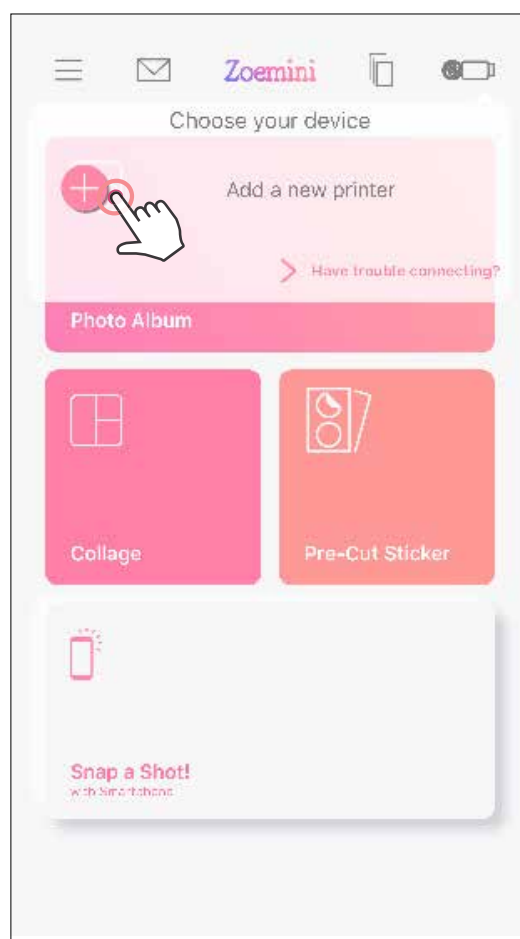 Zoemini
Choose your device
Add a new printer
Have trouble connecting?
Photo Album
Collage
Pre-Cut Sticker
Snap a Shot!
with Smartphone